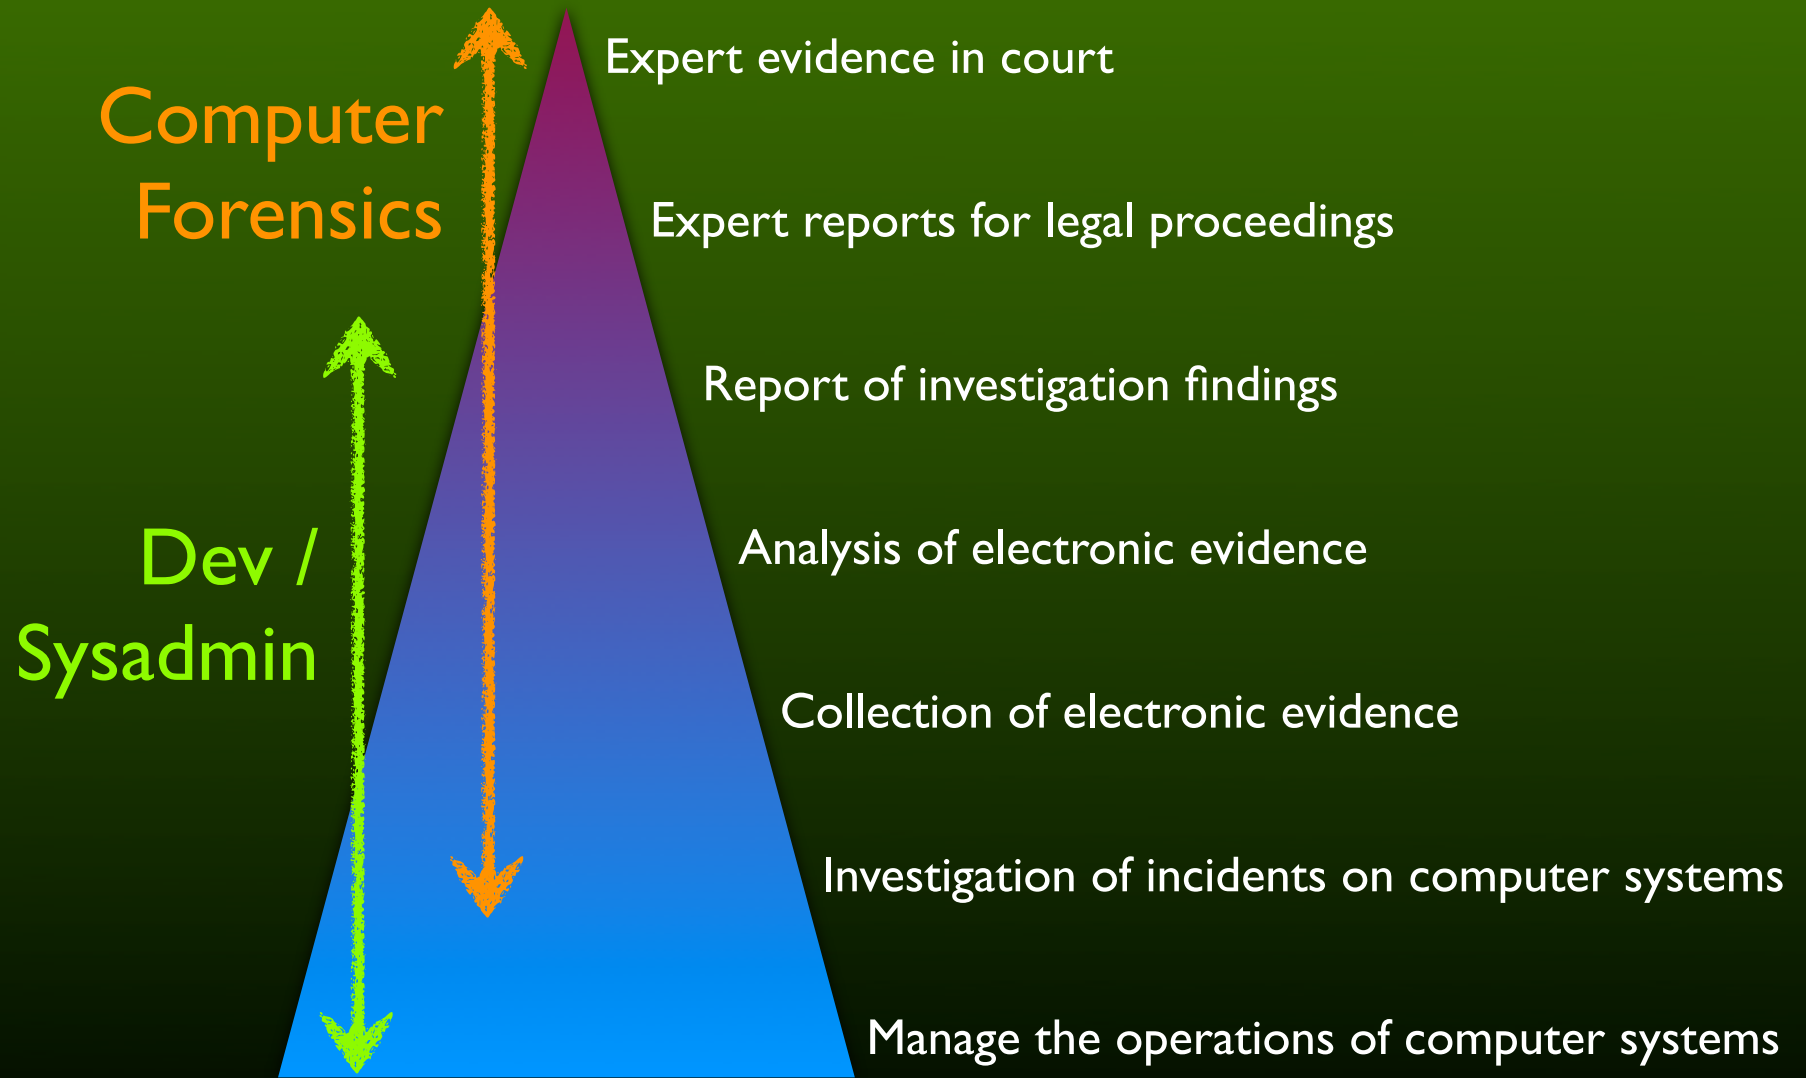 Expert evidence in court
Computer
Forensics
Expert reports for legal proceedings
Report of investigation findings
Dev /
Sysadmin
Analysis of electronic evidence
Collection of electronic evidence
Investigation of incidents on computer systems
Manage the operations of computer systems